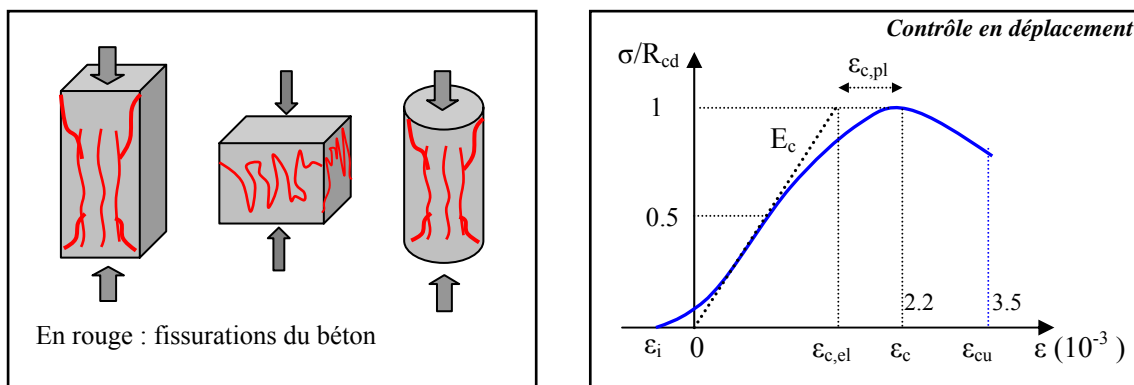 En rouge : fissurations du béton
Contrôle en déplacement
σ/R_cd
ε_c,pl
1
E_c
0.5
2.2
3.5
ε_i
0
ε_c,el
ε_c
ε_cu
ε (10^-3)